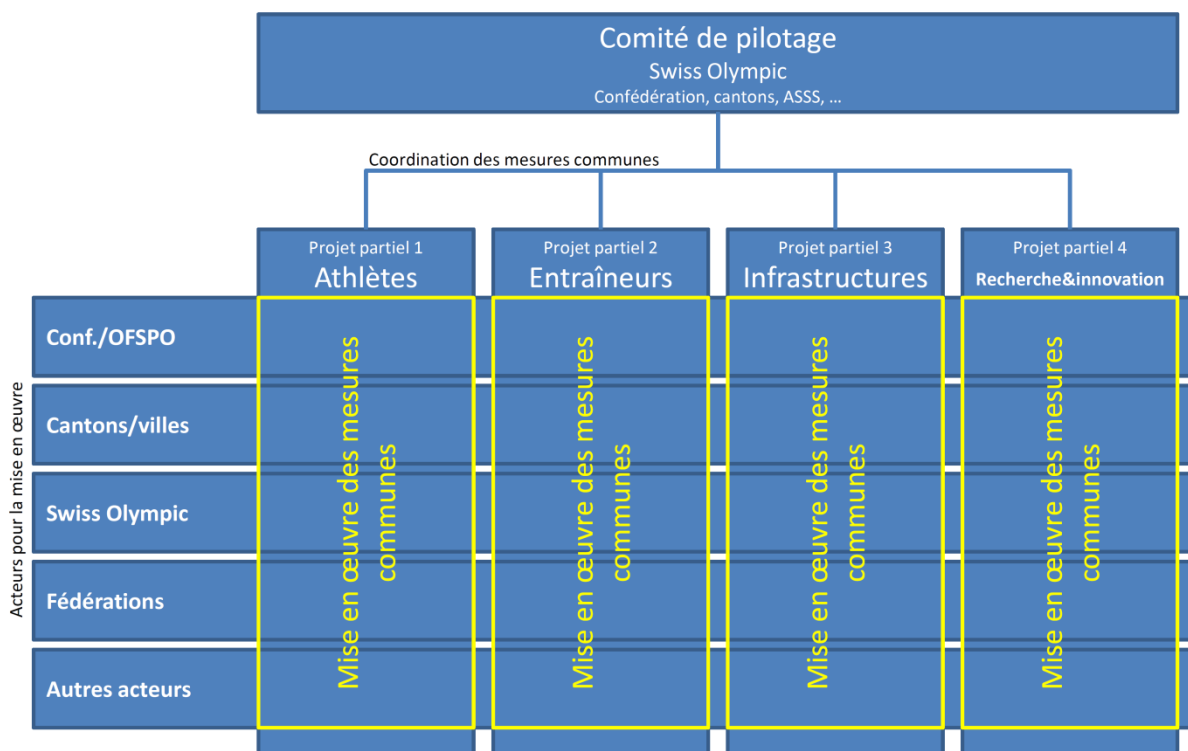 Comité de pilotage
Swiss Olympic
Confédération, cantons, ASSS, ...
Coordination des mesures communes
Projet partiel 1
Athlètes
Projet partiel 2
Entraîneurs
Projet partiel 3
Infrastructures
Projet partiel 4
Recherche&innovation
Acteurs pour la mise en œuvre
Conf./OFSPO
Cantons/villes
Swiss Olympic
Fédérations
Autres acteurs
Mise en œuvre des mesures
communes
Mise en œuvre des mesures
communes
Mise en œuvre des mesures
communes
Mise en œuvre des mesures
communes